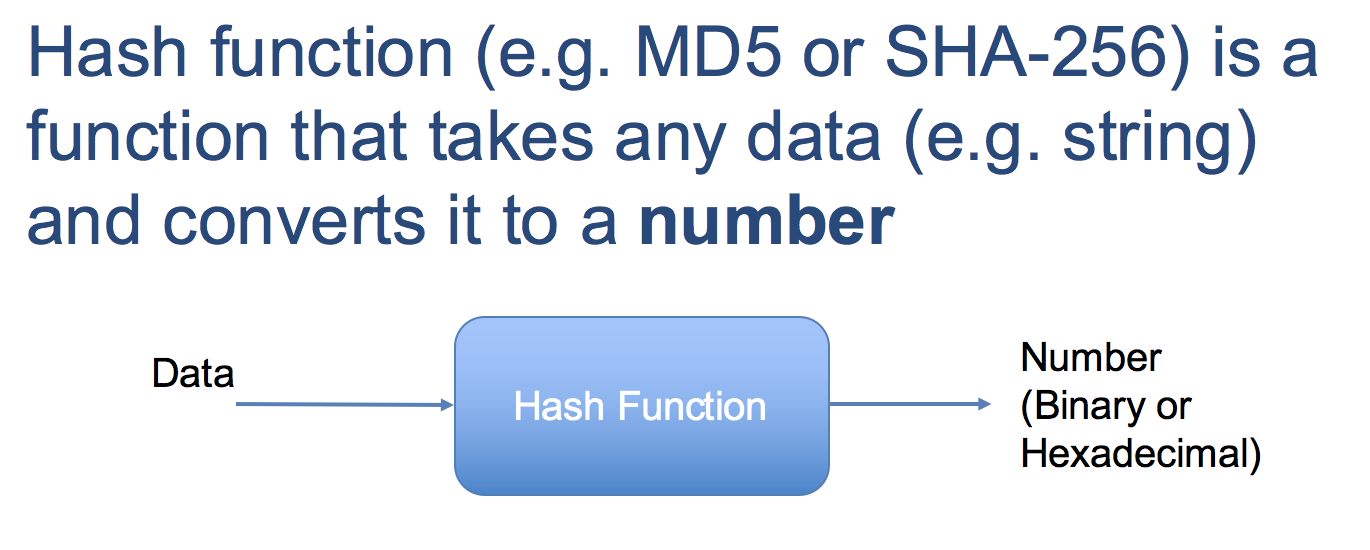 Hash function (e.g. MD5 or SHA-256) is a
function that takes any data (e.g. string)
and converts it to a number
Data
Hash Function
Number
(Binary or
Hexadecimal)